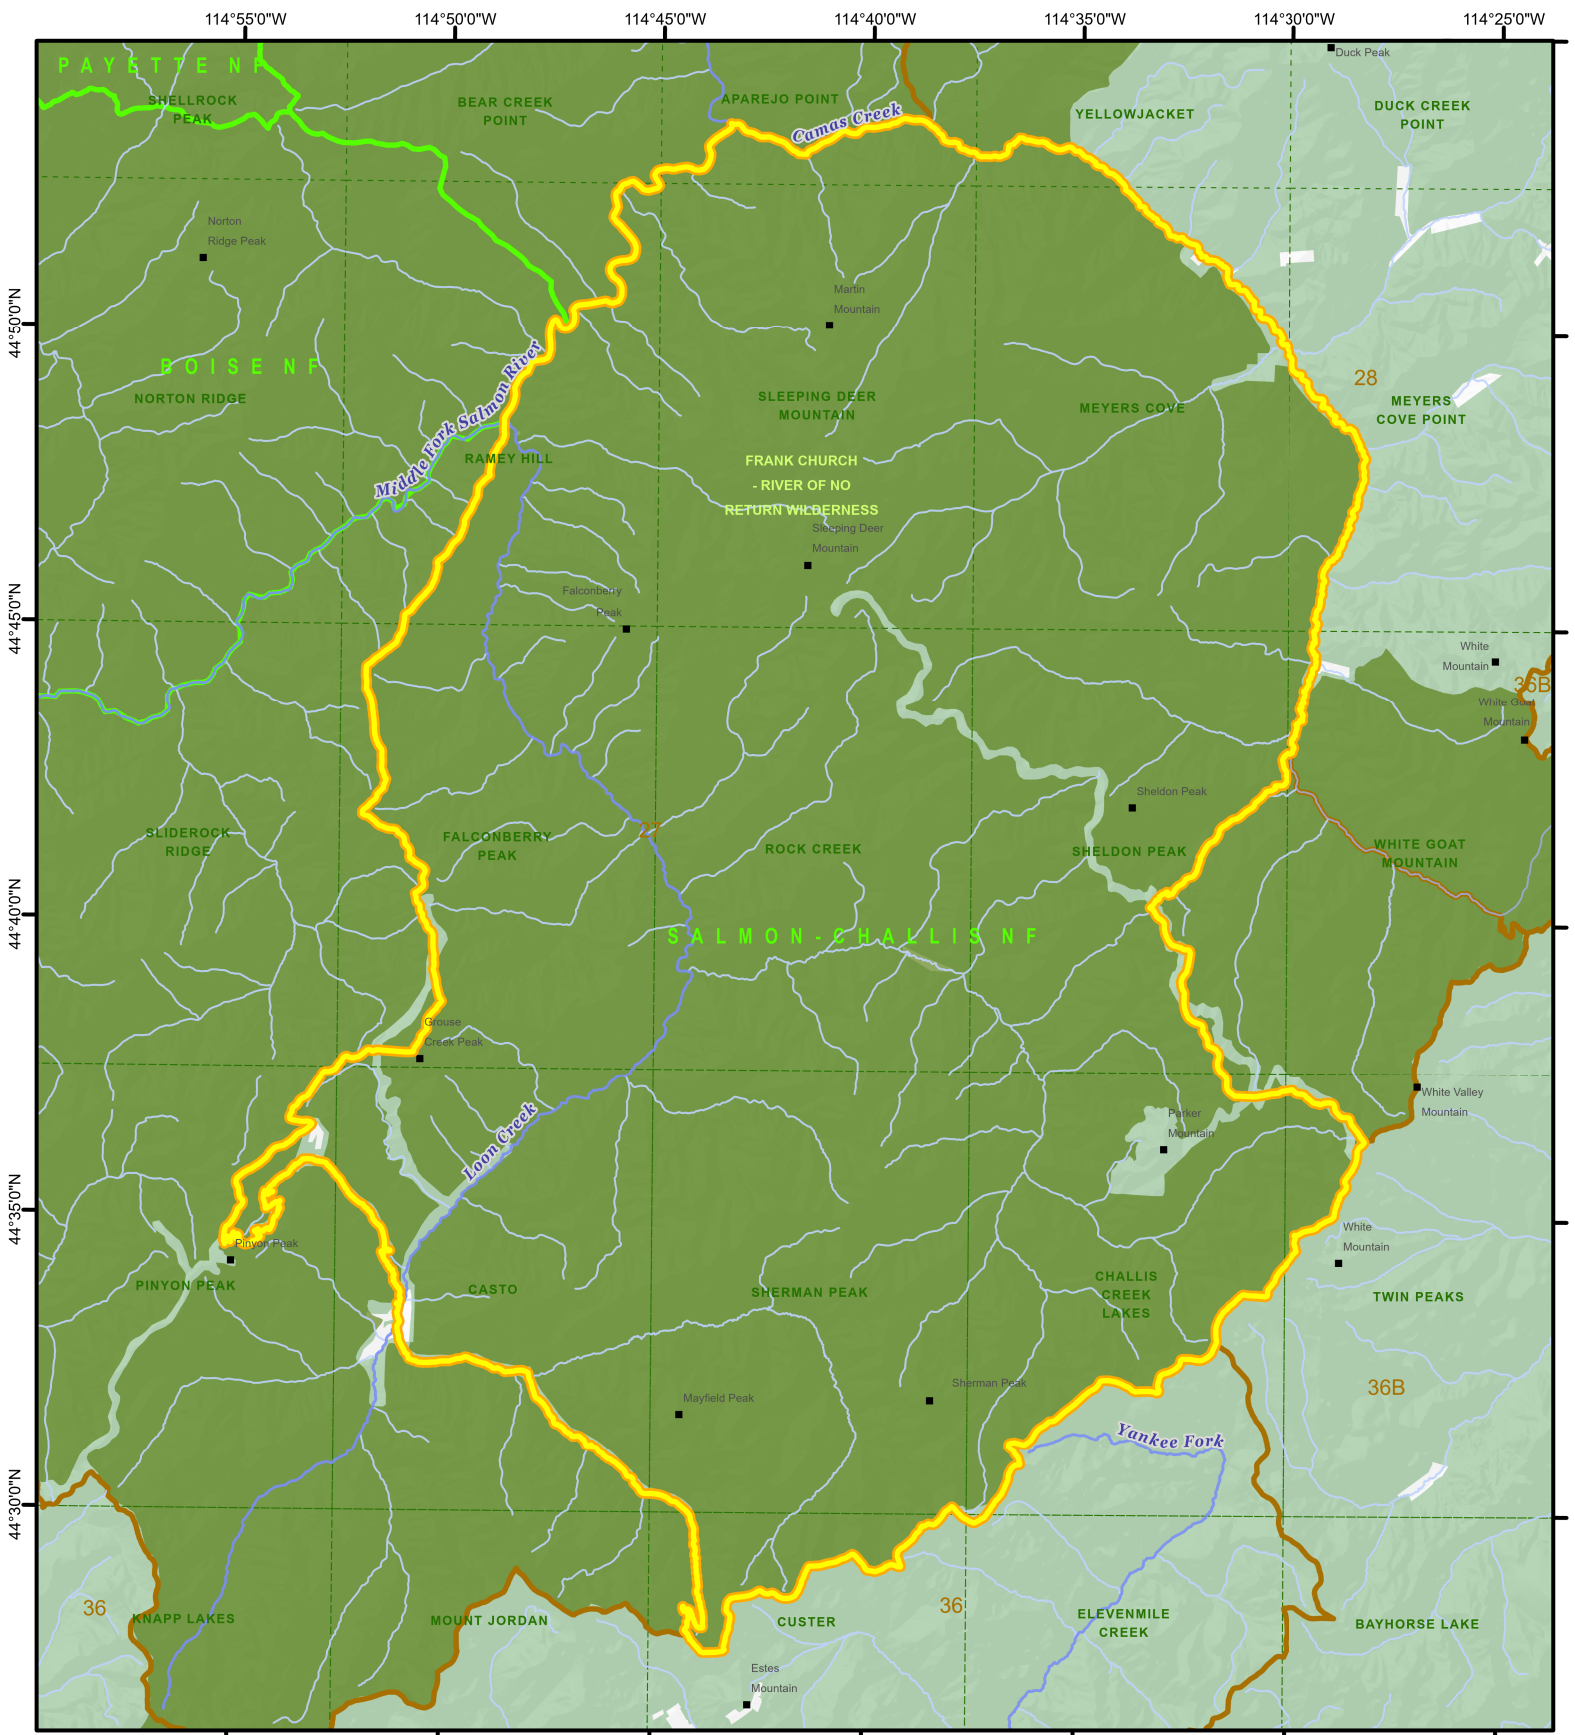 114°55'0"W
114°50'0"W
114°45'0"W
114°40'0"W
114°35'0"W
114°30'0"W
114°25'0"W
Duck Peak
PAYETTE NF
SHELLROCK
PEAK
BEAR CREEK
POINT
APAREJO POINT
Camas Creek
YELLOWJACKET
DUCK CREEK
POINT
Norton
Ridge Peak
Martin
Mountain
44°50'0"N
BOISE NF
NORTON RIDGE
Middle Fork Salmon River
SLEEPING DEER
MOUNTAIN
MEYERS COVE
28
MEYERS
COVE POINT
RAMEY HILL
FRANK CHURCH
- RIVER OF NO
RETURN WILDERNESS
Sleeping Deer
Mountain
Falconberry
Peak
44°45'0"N
White
Mountain
36B
White Goat
Mountain
Sheldon Peak
SLIDEROCK
RIDGE
FALCONBERRY
PEAK
27
ROCK CREEK
SHELDON PEAK
WHITE GOAT
MOUNTAIN
44°40'0"N
SALMON-CHALLIS NF
Grouse
Creek Peak
Loon Creek
Parker
Mountain
White Valley
Mountain
44°35'0"N
Pinyon Peak
PINYON PEAK
CASTO
SHERMAN PEAK
CHALLIS
CREEK
LAKES
White
Mountain
TWIN PEAKS
Mayfield Peak
Sherman Peak
36B
Yankee Fork
44°30'0"N
36
KNAPP LAKES
MOUNT JORDAN
CUSTER
36
ELEVENMILE
CREEK
BAYHORSE LAKE
Estes
Mountain